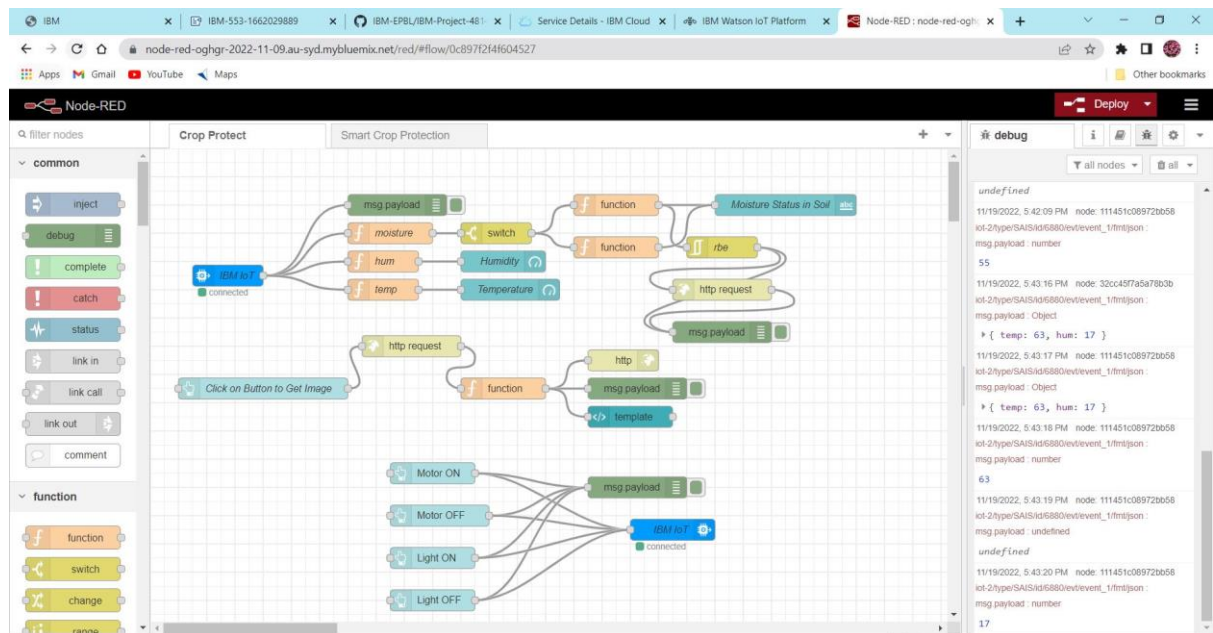 IBM
IBM-553-1662029889
IBM-EPBL/IBM-Project-481
Service Details - IBM Cloud
IBM Watson IoT Platform
Node-RED : node-red-ogh
node-red-oghgr-2022-11-09.au-syd.mybluemix.net/red/#flow/0c897f2f4f604527
Apps Gmail YouTube Maps Other bookmarks
Node-RED Deploy
filter nodes
Crop Protect Smart Crop Protection
debug
all nodes all
common
inject
debug
complete
catch
status
link in
link call
link out
comment
function
function
switch
change
range
msg.payload
moisture switch
hum Humidity
temp Temperature
IBM IoT
connected
function
function
Moisture Status in Soil abc
rbe
http request
msg.payload
http request
Click on Button to Get Image
function
http
msg.payload
template
Motor ON
Motor OFF
Light ON
Light OFF
msg.payload
IBM IoT
connected
undefined
11/19/2022, 5:42:09 PM node: 111451c08972bb58
iot-2/type/SAIS/id/6880/evt/event_1/fmt/json :
msg.payload : number
55
11/19/2022, 5:43:16 PM node: 32cc45f7a5a78b3b
iot-2/type/SAIS/id/6880/evt/event_1/fmt/json :
msg.payload : Object
{ temp: 63, hum: 17 }
11/19/2022, 5:43:17 PM node: 111451c08972bb58
iot-2/type/SAIS/id/6880/evt/event_1/fmt/json :
msg.payload : Object
{ temp: 63, hum: 17 }
11/19/2022, 5:43:18 PM node: 111451c08972bb58
iot-2/type/SAIS/id/6880/evt/event_1/fmt/json :
msg.payload : number
63
11/19/2022, 5:43:19 PM node: 111451c08972bb58
iot-2/type/SAIS/id/6880/evt/event_1/fmt/json :
msg.payload : undefined
undefined
11/19/2022, 5:43:20 PM node: 111451c08972bb58
iot-2/type/SAIS/id/6880/evt/event_1/fmt/json :
msg.payload : number
17